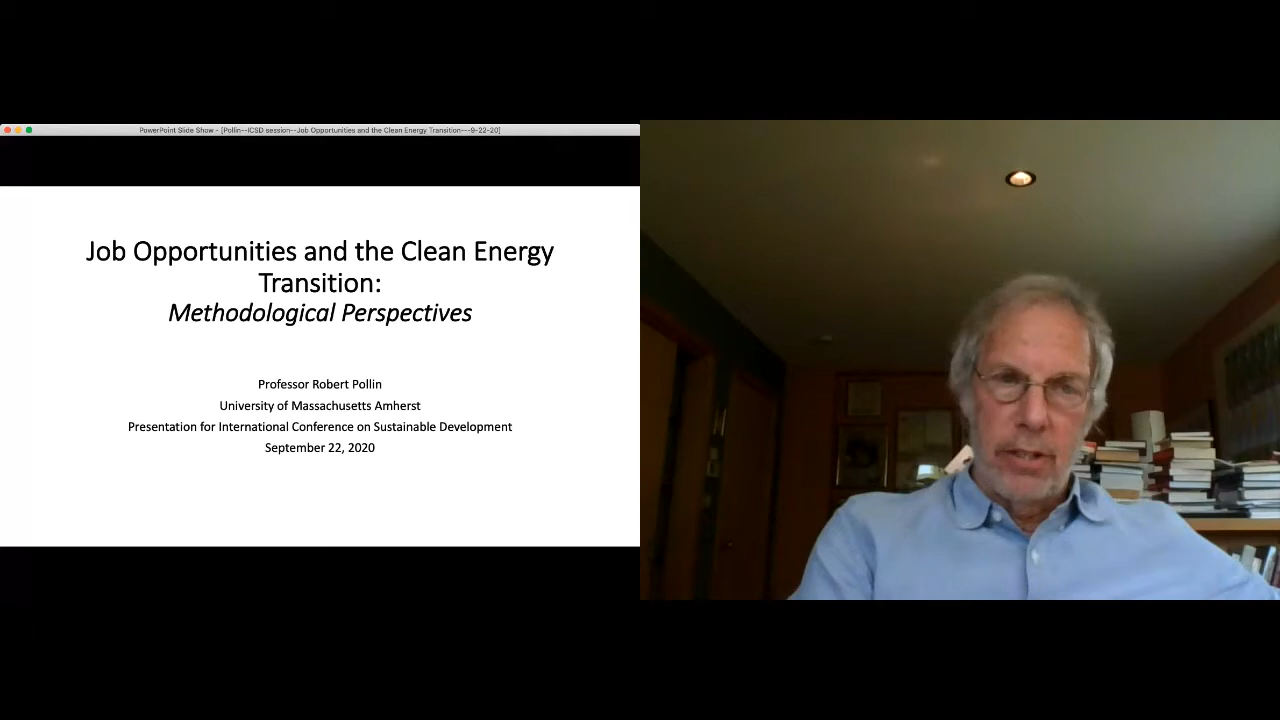 PowerPoint Slide Show - [Pollin--ICSD session--Job Opportunities and the Clean Energy Transition---9-22-20]
Job Opportunities and the Clean Energy
Transition:
Methodological Perspectives
Professor Robert Pollin
University of Massachusetts Amherst
Presentation for International Conference on Sustainable Development
September 22, 2020